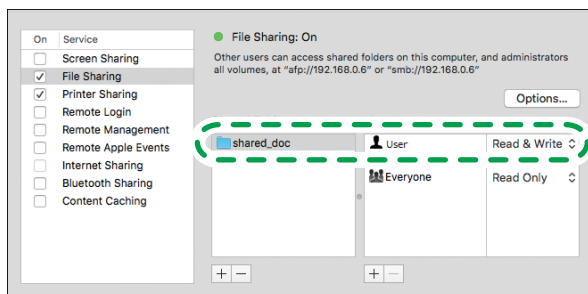 On Service
Screen Sharing
File Sharing
Printer Sharing
Remote Login
Remote Management
Remote Apple Events
Internet Sharing
Bluetooth Sharing
Content Caching
File Sharing: On
Other users can access shared folders on this computer, and administrators
all volumes, at “afp://192.168.0.6” or “smb://192.168.0.6”
Options...
shared_doc User Read & Write
Everyone Read Only
+ − + −